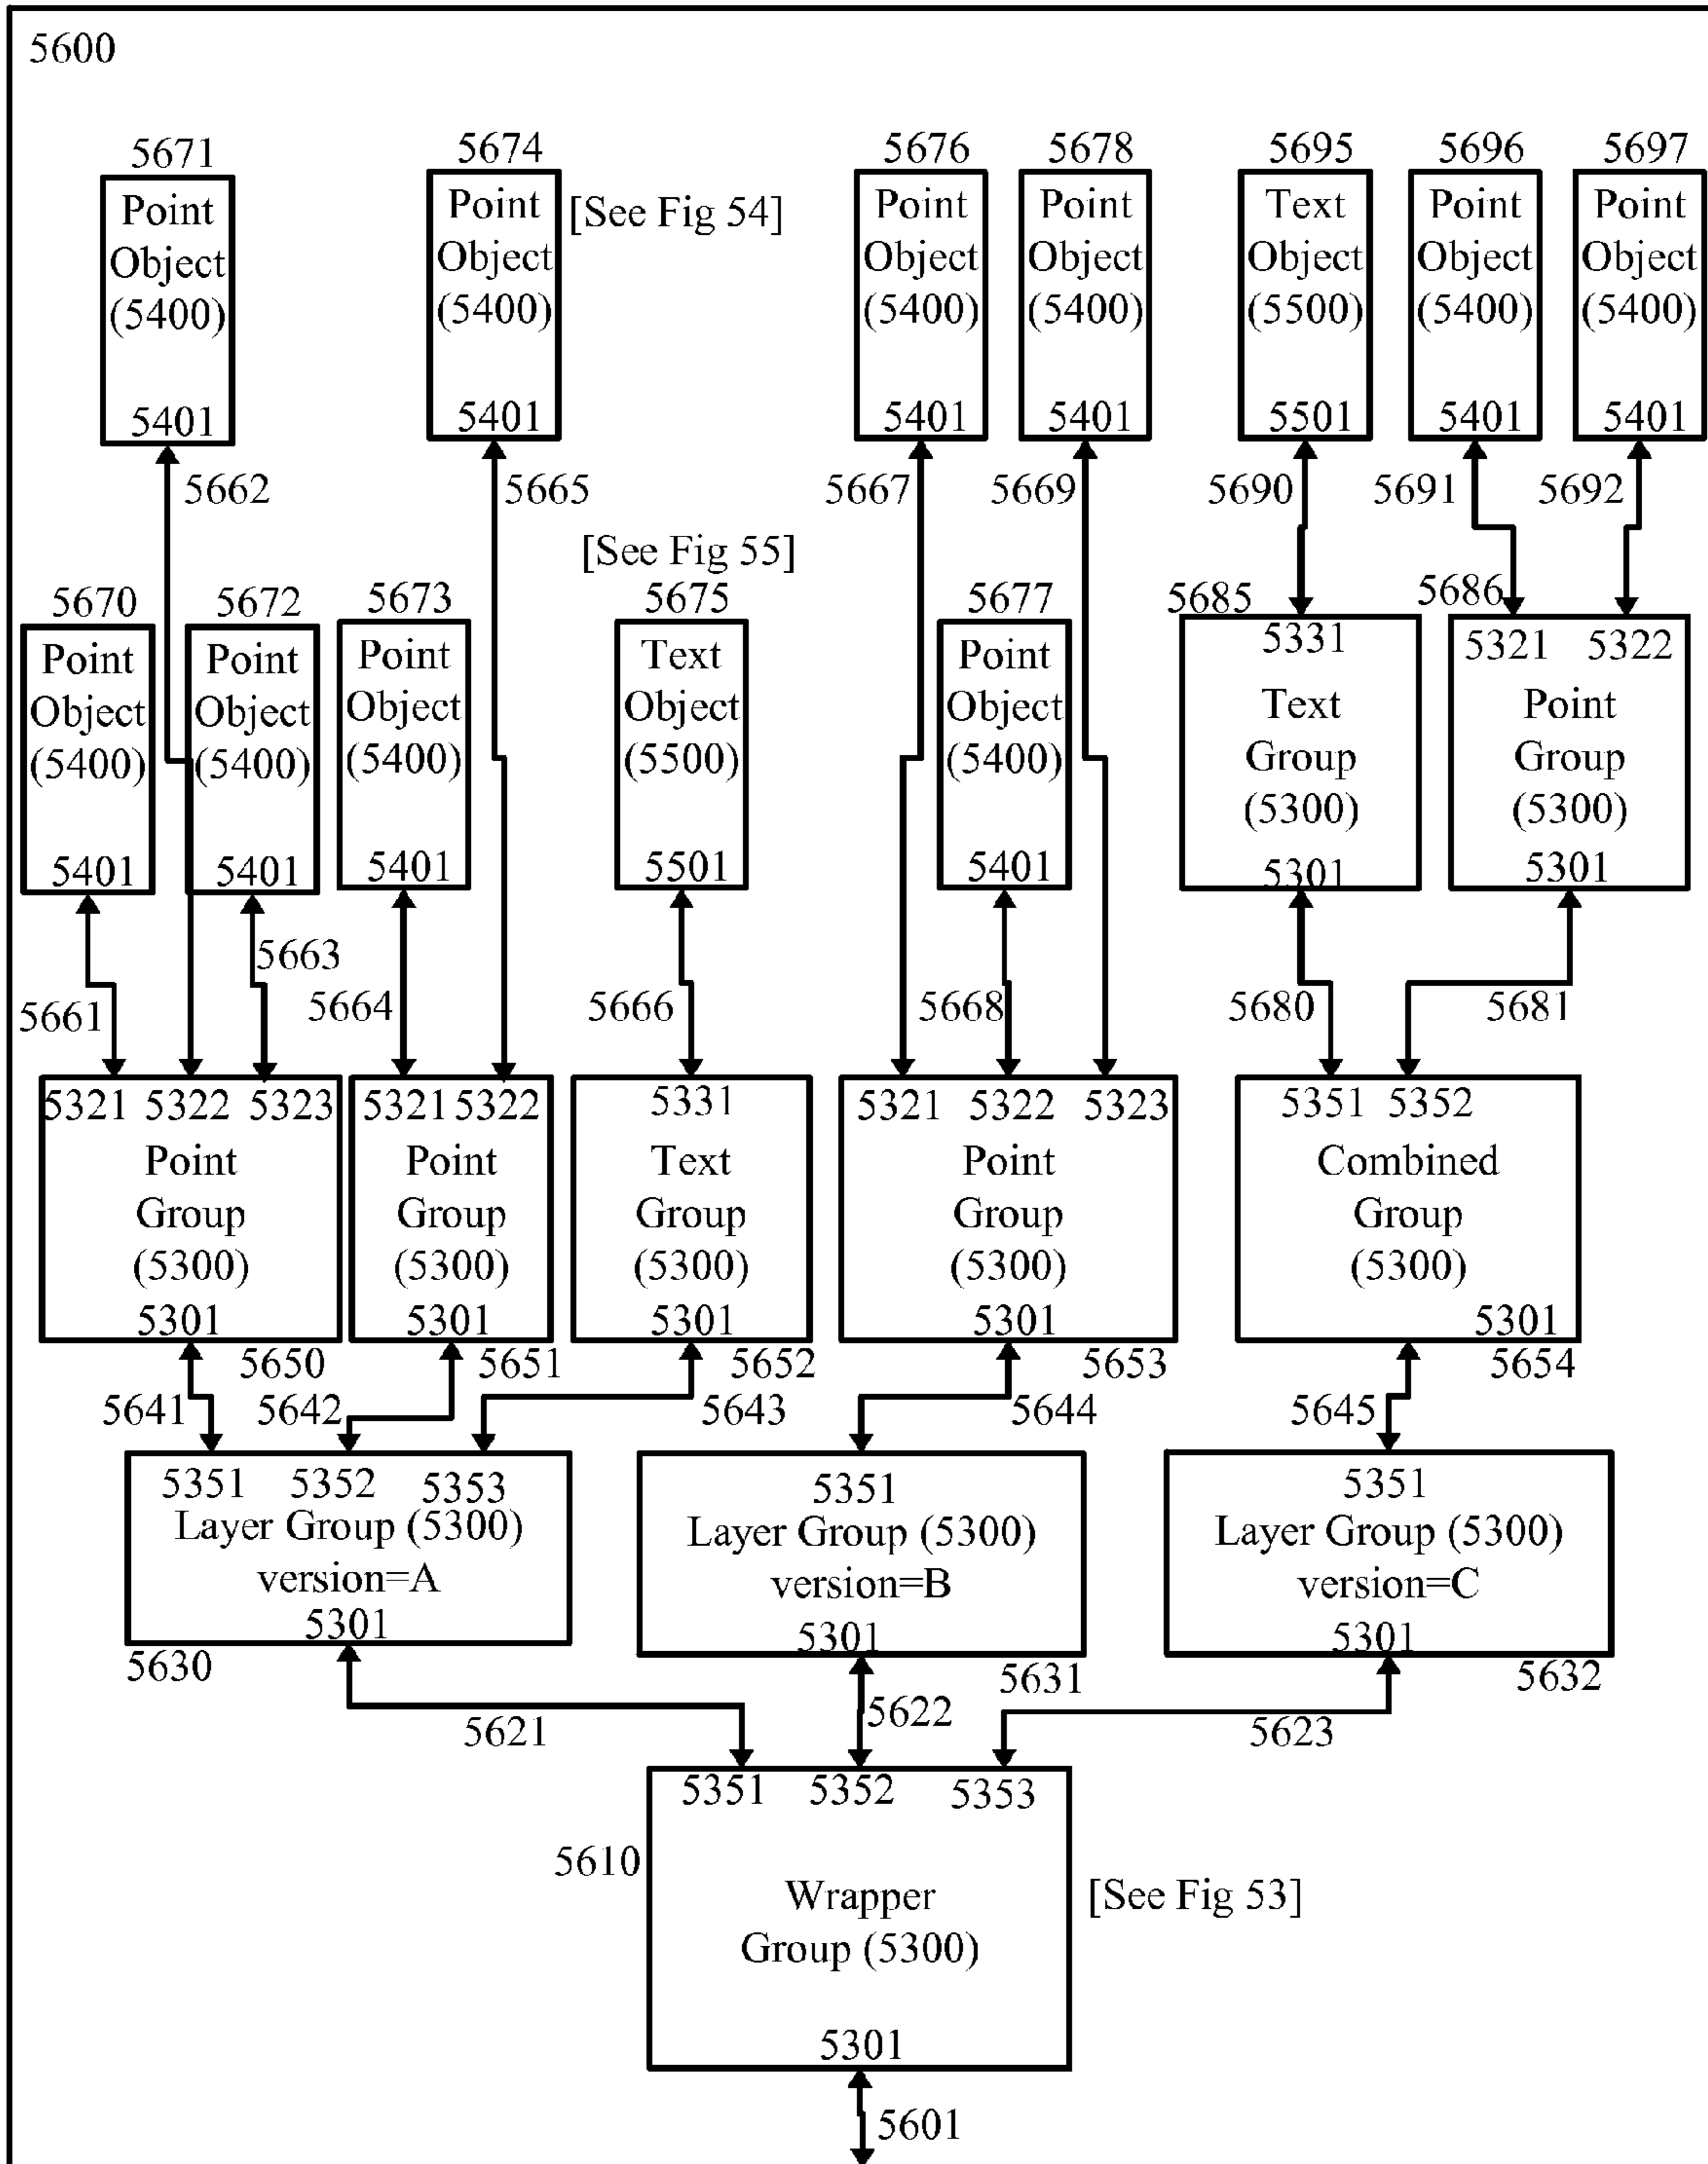 5600
5671
Point
Object
(5400)
5401
5674
Point
Object
(5400)
5401
[See Fig 54]
5676
Point
Object
(5400)
5401
5678
Point
Object
(5400)
5401
5695
Text
Object
(5500)
5501
5696
Point
Object
(5400)
5401
5697
Point
Object
(5400)
5401
5662
5665
5667
5669
5690
5691
5692
[See Fig 55]
5670
Point
Object
(5400)
5401
5672
Point
Object
(5400)
5401
5673
Point
Object
(5400)
5401
5675
Text
Object
(5500)
5501
5677
Point
Object
(5400)
5401
5685
5331
Text
Group
(5300)
5301
5686
5321 5322
Point
Group
(5300)
5301
5661
5663
5664
5666
5668
5680
5681
5321 5322 5323
Point
Group
(5300)
5301
5650
5321 5322
Point
Group
(5300)
5301
5651
5331
Text
Group
(5300)
5301
5652
5321 5322 5323
Point
Group
(5300)
5301
5653
5351 5352
Combined
Group
(5300)
5301
5654
5641
5642
5643
5644
5645
5351 5352 5353
Layer Group (5300)
version=A
5301
5630
5351
Layer Group (5300)
version=B
5301
5631
5351
Layer Group (5300)
version=C
5301
5632
5621
5622
5623
5351 5352 5353
5610
Wrapper
Group (5300)
5301
[See Fig 53]
5601